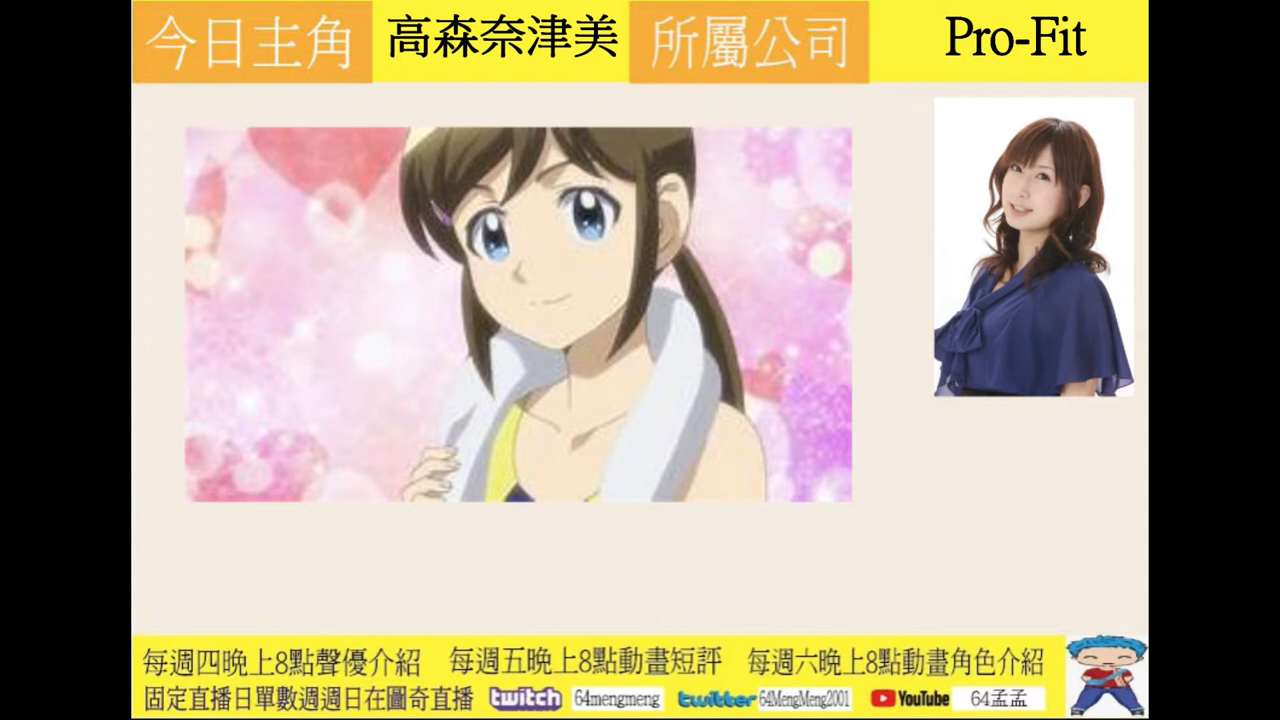 今日主角 高森奈津美 所屬公司 Pro-Fit
每週四晚上8點聲優介紹 每週五晚上8點動畫短評 每週六晚上8點動畫角色介紹
固定直播日單數週週日在圖奇直播 twitch 64mengmeng twitter 64MengMeng2001 YouTube 64孟孟